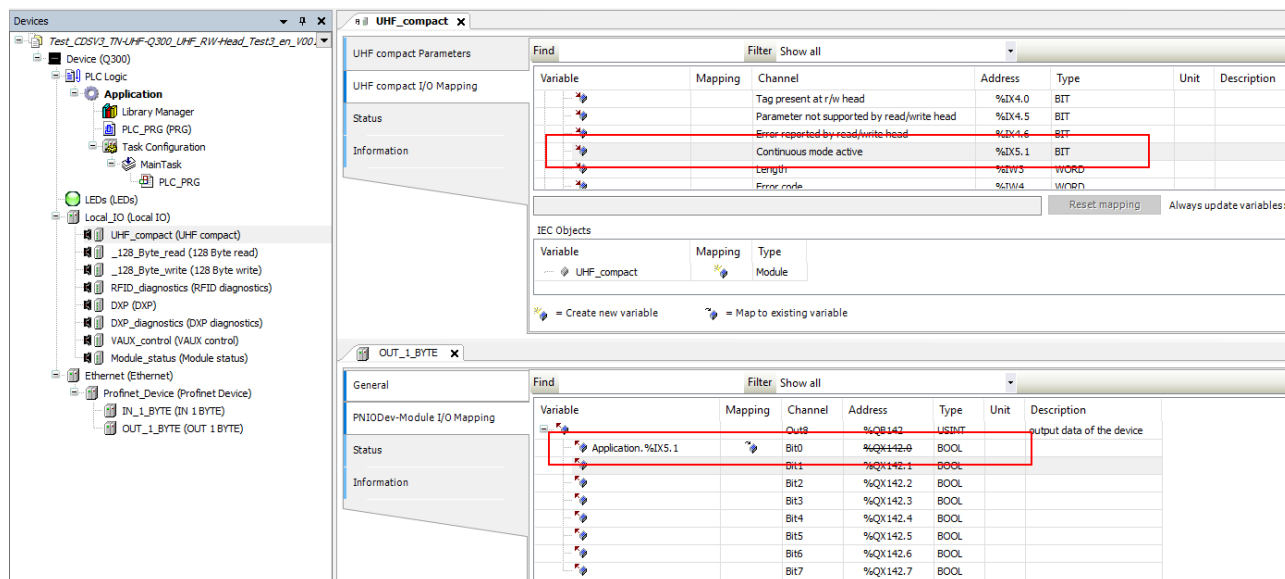 Devices
Test_CDSV3_TN-UHF-Q300_UHF_RW-Head_Test3_en_V00.
Device (Q300)
PLC Logic
Application
Library Manager
PLC_PRG (PRG)
Task Configuration
MainTask
PLC_PRG
LEDs (LEDs)
Local_IO (Local IO)
UHF_compact (UHF compact)
_128_Byte_read (128 Byte read)
_128_Byte_write (128 Byte write)
RFID_diagnostics (RFID diagnostics)
DXP (DXP)
DXP_diagnostics (DXP diagnostics)
VAUX_control (VAUX control)
Module_status (Module status)
Ethernet (Ethernet)
Profinet_Device (Profinet Device)
IN_1_BYTE (IN 1 BYTE)
OUT_1_BYTE (OUT 1 BYTE)
UHF_compact
UHF compact Parameters
UHF compact I/O Mapping
Status
Information
Find Filter Show all
Variable Mapping Channel Address Type Unit Description
Tag present at r/w head %IX4.0 BIT
Parameter not supported by read/write head %IX4.5 BIT
Error reported by read/write head %IX4.6 BIT
Continuous mode active %IX5.1 BIT
Length %IW3 WORD
Error code %IW4 WORD
Reset mapping Always update variables:
IEC Objects
Variable Mapping Type
UHF_compact Module
= Create new variable = Map to existing variable
OUT_1_BYTE
General
PNIODev-Module I/O Mapping
Status
Information
Find Filter Show all
Variable Mapping Channel Address Type Unit Description
Out8 %QB142 USINT output data of the device
Application.%IX5.1 Bit0 %QX142.0 BOOL
Bit1 %QX142.1 BOOL
Bit2 %QX142.2 BOOL
Bit3 %QX142.3 BOOL
Bit4 %QX142.4 BOOL
Bit5 %QX142.5 BOOL
Bit6 %QX142.6 BOOL
Bit7 %QX142.7 BOOL